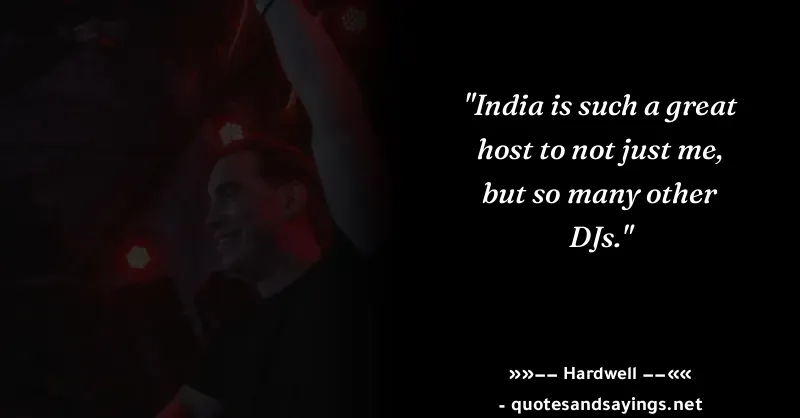 "India is such a great
host to not just me,
but so many other
DJs."
»»−− Hardwell −−««
- quotesandsayings.net